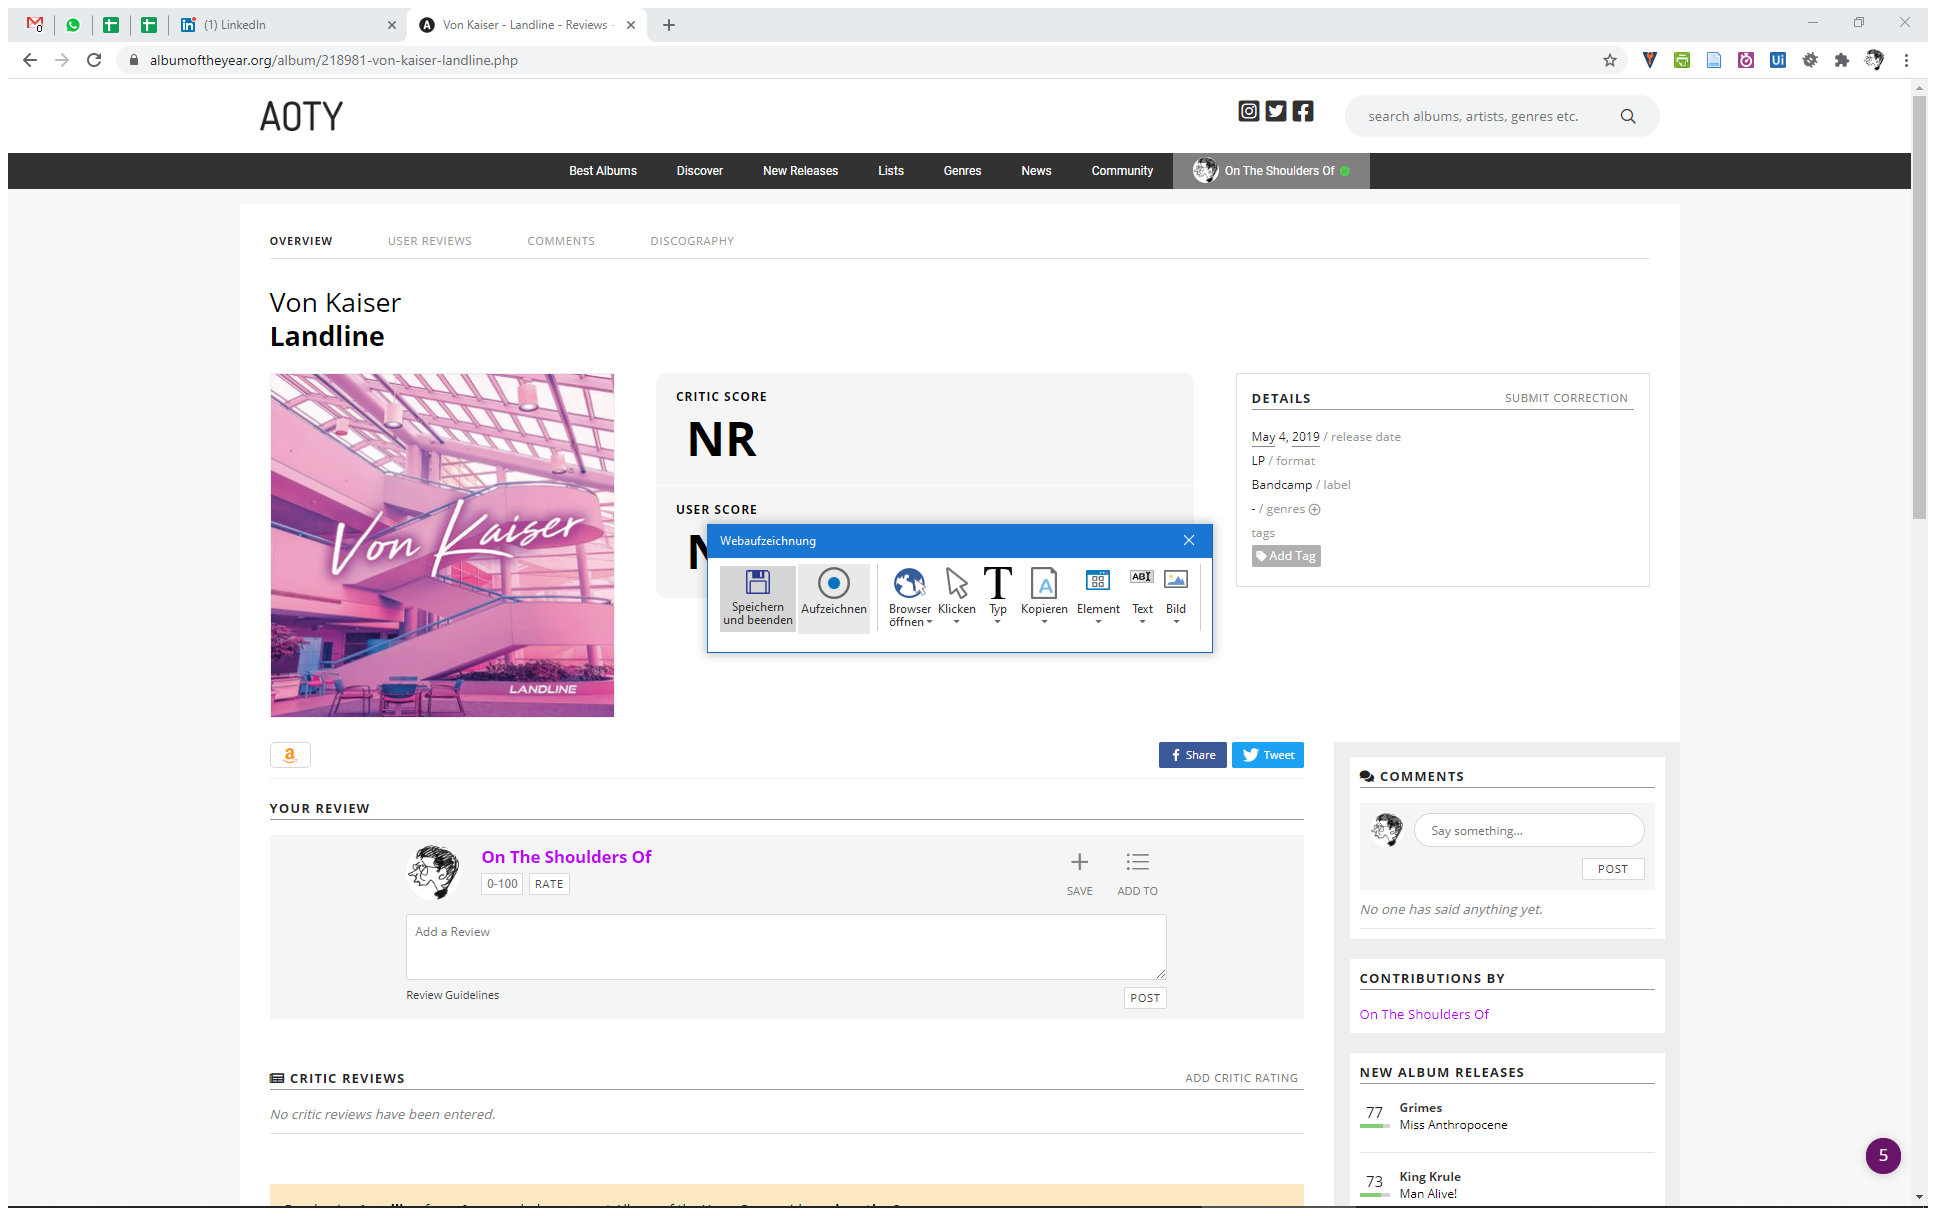 0
(1) LinkedIn
Von Kaiser - Landline - Reviews -
albumoftheyear.org/album/218981-von-kaiser-landline.php
Ui
AOTY
search albums, artists, genres etc.
Best Albums
Discover
New Releases
Lists
Genres
News
Community
On The Shoulders Of
OVERVIEW
USER REVIEWS
COMMENTS
DISCOGRAPHY
Von Kaiser
Landline
Von Kaiser
LANDLINE
CRITIC SCORE
NR
USER SCORE
DETAILS
SUBMIT CORRECTION
May 4, 2019 / release date
LP / format
Bandcamp / label
- / genres
tags
Add Tag
Webaufzeichnung
Speichern und beenden
Aufzeichnen
Browser öffnen
Klicken
Typ
Kopieren
Element
Text
Bild
Share
Tweet
YOUR REVIEW
On The Shoulders Of
0-100
RATE
SAVE
ADD TO
Add a Review
Review Guidelines
POST
CRITIC REVIEWS
ADD CRITIC RATING
No critic reviews have been entered.
COMMENTS
Say something...
POST
No one has said anything yet.
CONTRIBUTIONS BY
On The Shoulders Of
NEW ALBUM RELEASES
77
Grimes
Miss Anthropocene
73
King Krule
Man Alive!
5